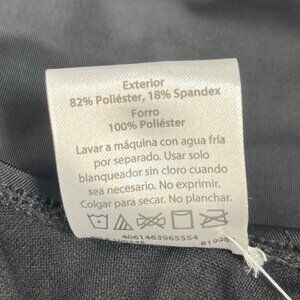 Exterior
82% Poliéster, 18% Spandex
Forro
100% Poliéster
Lavar a máquina con agua fría
por separado. Usar solo
blanqueador sin cloro cuando
sea necesario. No exprimir.
Colgar para secar. No planchar.
4061463965554